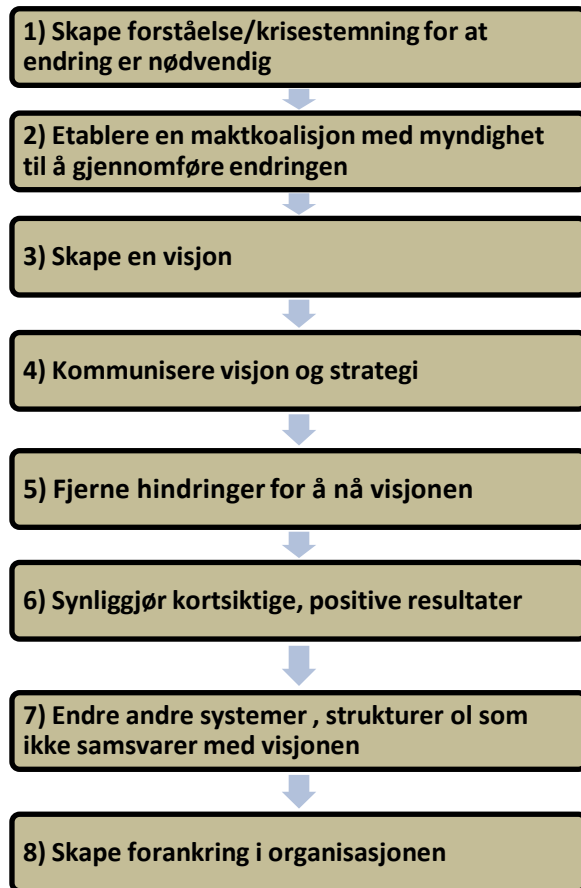 1) Skape forståelse/krisestemning for at
endring er nødvendig
2) Etablere en maktkoalisjon med myndighet
til å gjennomføre endringen
3) Skape en visjon
4) Kommunisere visjon og strategi
5) Fjerne hindringer for å nå visjonen
6) Synliggjør kortsiktige, positive resultater
7) Endre andre systemer , strukturer ol som
ikke samsvarer med visjonen
8) Skape forankring i organisasjonen